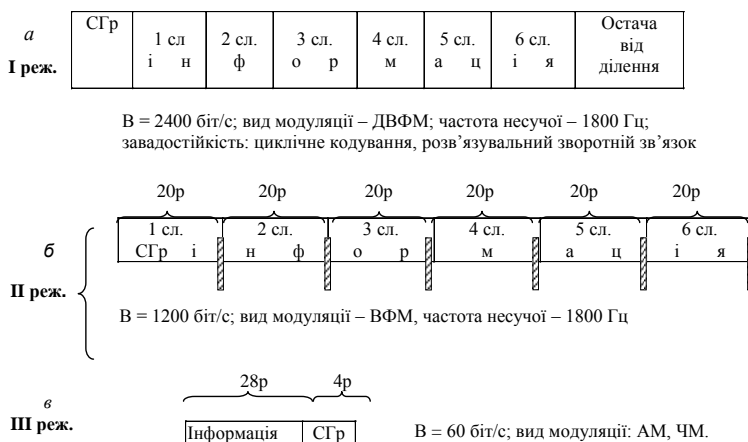 а
I реж.
СГр 1 сл 2 сл. 3 сл. 4 сл. 5 сл. 6 сл. Остача від ділення
і н ф о р м а ц і я
В = 2400 біт/с; вид модуляції – ДВФМ; частота несучої – 1800 Гц;
завадостійкість: циклічне кодування, розв’язувальний зворотній зв’язок
20р 20р 20р 20р 20р 20р
б
II реж.
1 сл. 2 сл. 3 сл. 4 сл. 5 сл. 6 сл.
СГр і н ф о р м а ц і я
В = 1200 біт/с; вид модуляції – ВФМ, частота несучої – 1800 Гц
28р 4р
в
III реж.
Інформація СГр
В = 60 біт/с; вид модуляції: АМ, ЧМ.